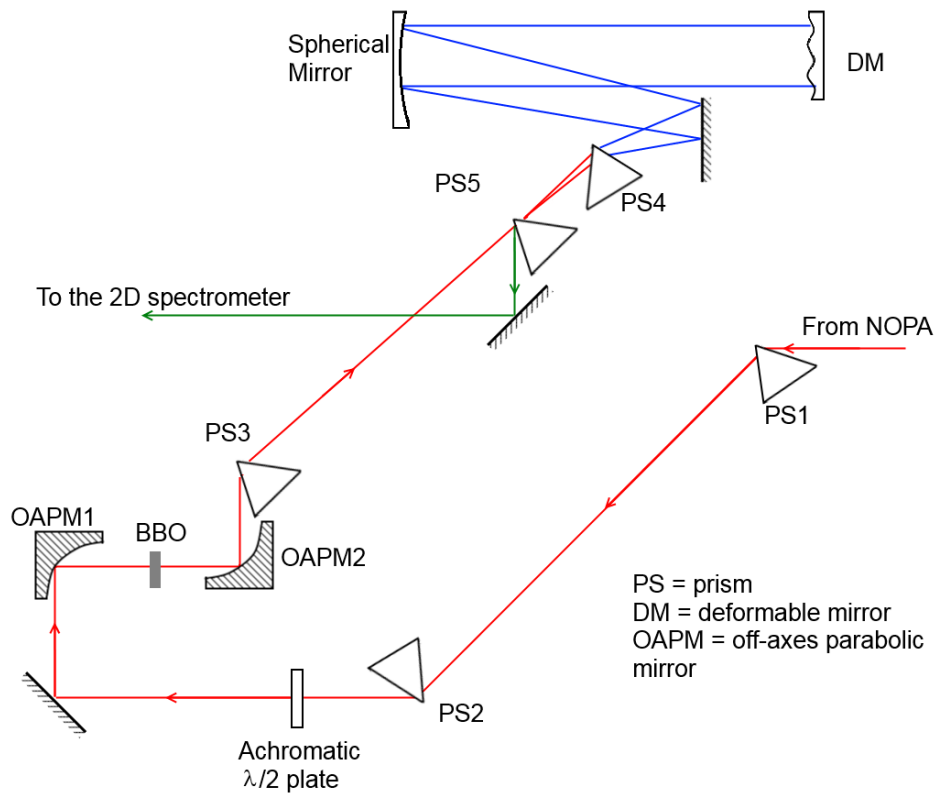 Spherical
Mirror
DM
PS5
PS4
To the 2D spectrometer
From NOPA
PS1
PS3
OAPM1
BBO
OAPM2
PS = prism
DM = deformable mirror
OAPM = off-axes parabolic
mirror
PS2
Achromatic
λ/2 plate